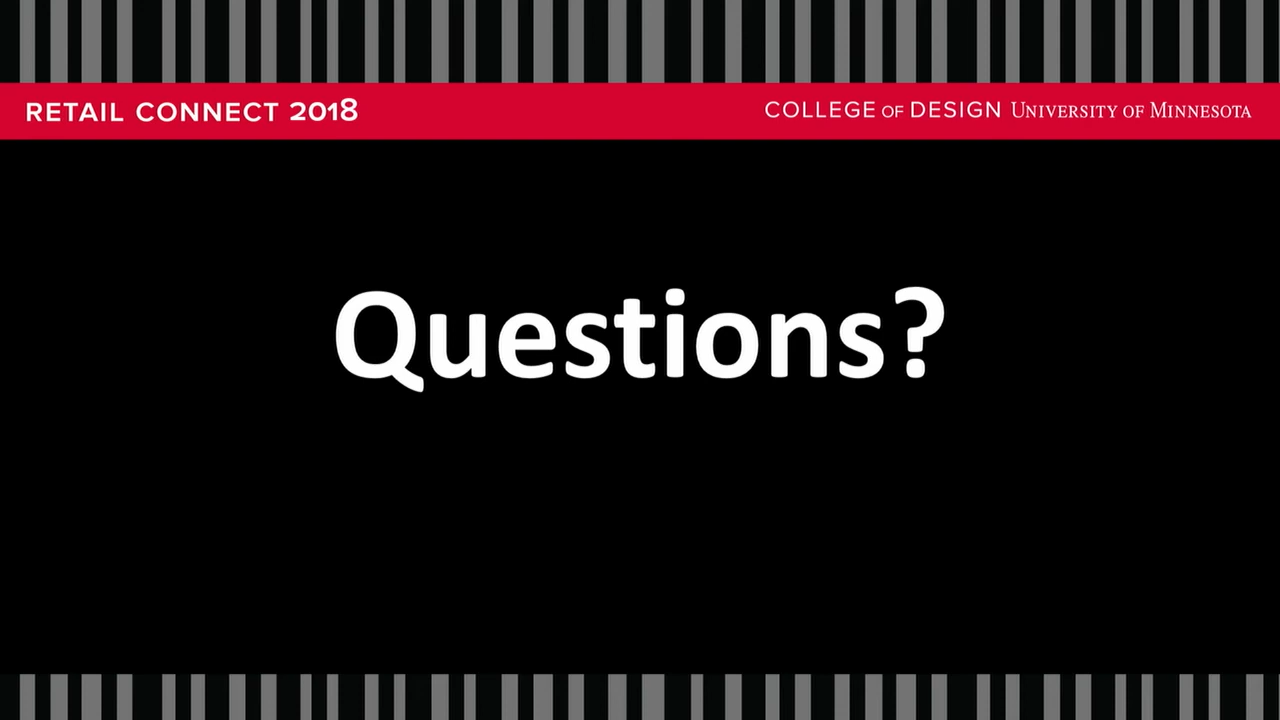 RETAIL CONNECT 2018
COLLEGE OF DESIGN UNIVERSITY OF MINNESOTA
Questions?